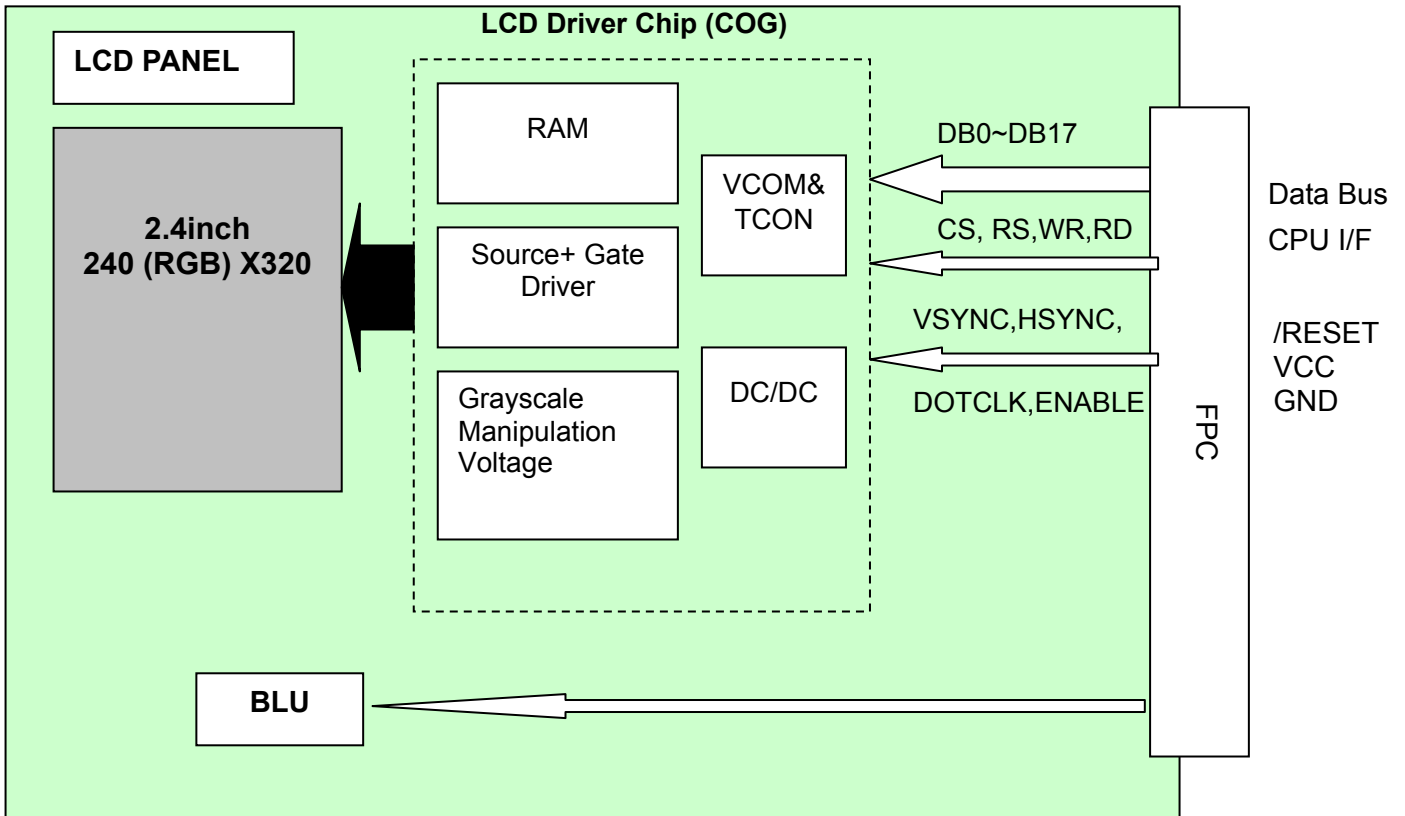 LCD Driver Chip (COG)
LCD PANEL
2.4inch
240 (RGB) X320
RAM
Source+ Gate
Driver
Grayscale
Manipulation
Voltage
VCOM&
TCON
DC/DC
DB0~DB17
CS, RS,WR,RD
VSYNC,HSYNC,
DOTCLK,ENABLE
FPC
Data Bus
CPU I/F
/RESET
VCC
GND
BLU